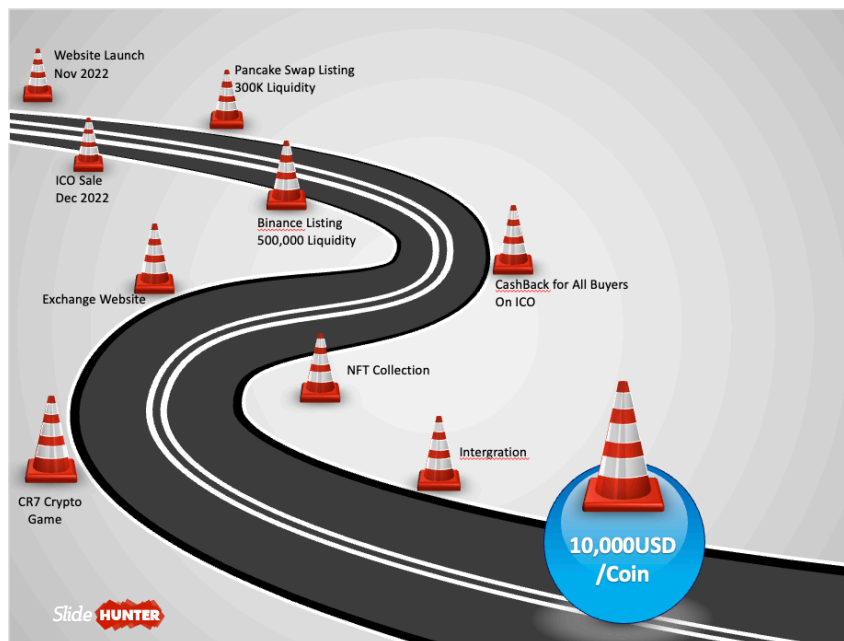 Website Launch
Nov 2022
Pancake Swap Listing
300K Liquidity
ICO Sale
Dec 2022
Binance Listing
500,000 Liquidity
CashBack for All Buyers
On ICO
Exchange Website
NFT Collection
CR7 Crypto
Game
Intergration
10,000USD
/Coin
Slide HUNTER